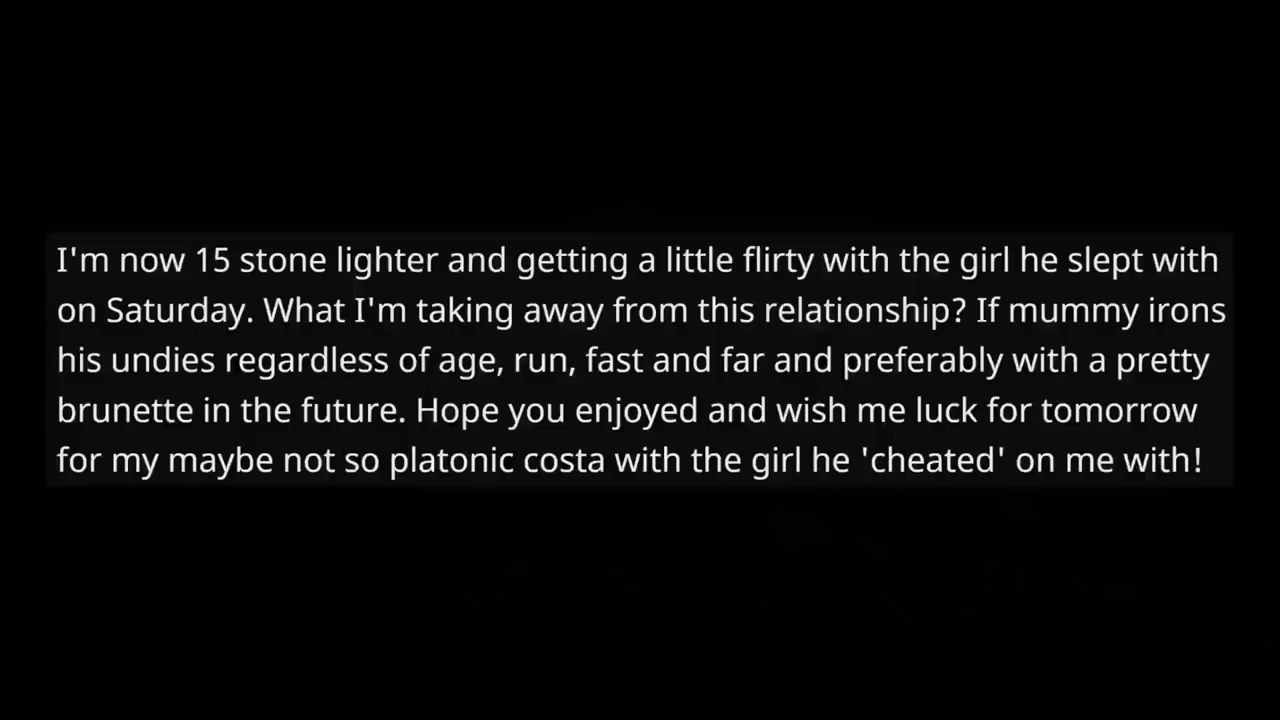 I'm now 15 stone lighter and getting a little flirty with the girl he slept with
on Saturday. What I'm taking away from this relationship? If mummy irons
his undies regardless of age, run, fast and far and preferably with a pretty
brunette in the future. Hope you enjoyed and wish me luck for tomorrow
for my maybe not so platonic costa with the girl he 'cheated' on me with!